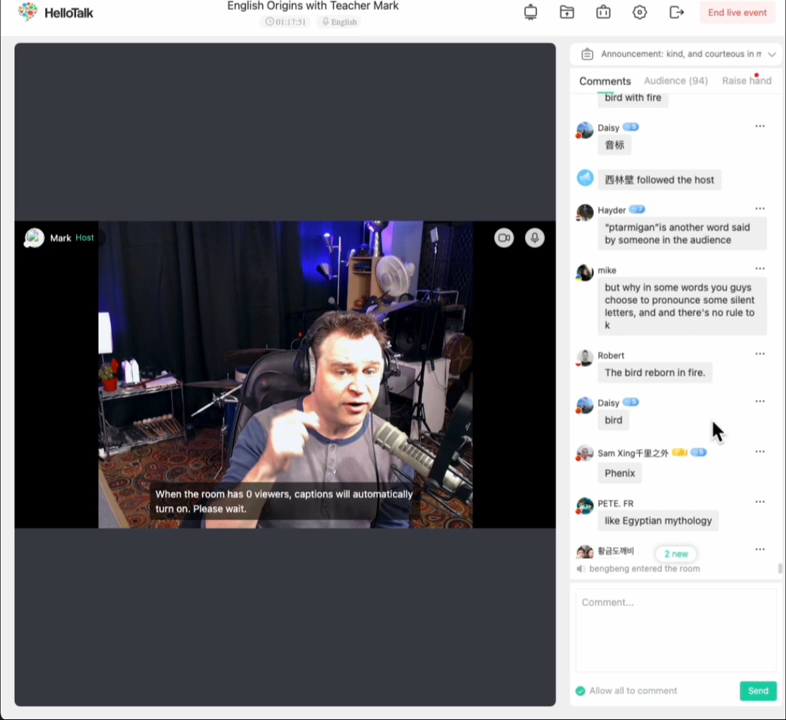 HelloTalk
English Origins with Teacher Mark
01:17:51
English
End live event
Mark Host
When the room has 0 viewers, captions will automatically
turn on. Please wait.
Announcement: kind, and courteous in m
Comments
Audience (94)
Raise hand
bird with fire
Daisy
音标
西林壁 followed the host
Hayder
“ptarmigan”is another word said
by someone in the audience
mike
but why in some words you guys
choose to pronounce some silent
letters, and and there's no rule to
k
Robert
The bird reborn in fire.
Daisy
bird
Sam Xing千里之外
Phenix
PETE. FR
like Egyptian mythology
황금도깨비
2 new
bengbeng entered the room
Comment...
Allow all to comment
Send